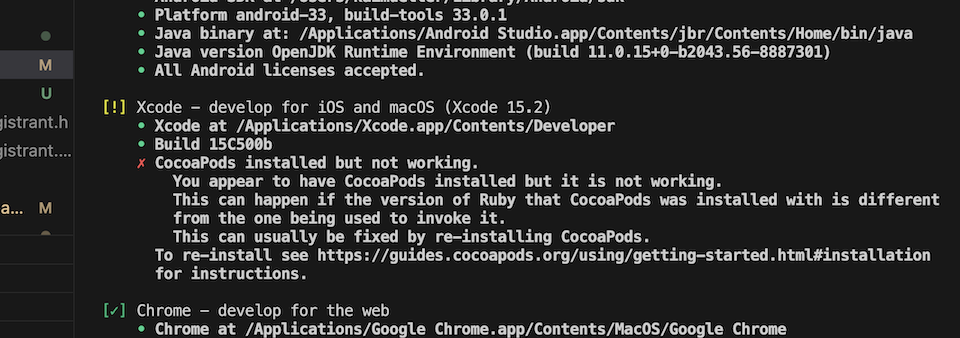 Platform android-33, build-tools 33.0.1
• Java binary at: /Applications/Android Studio.app/Contents/jbr/Contents/Home/bin/java
• Java version OpenJDK Runtime Environment (build 11.0.15+0-b2043.56-8887301)
M
• All Android licenses accepted.
U
[!] Xcode – develop for iOS and macOS (Xcode 15.2)
gistrant.h
• Xcode at /Applications/Xcode.app/Contents/Developer
• Build 15C500b
gistrant....
✗ CocoaPods installed but not working.
You appear to have CocoaPods installed but it is not working.
This can happen if the version of Ruby that CocoaPods was installed with is different
a... M
from the one being used to invoke it.
This can usually be fixed by re-installing CocoaPods.
To re-install see https://guides.cocoapods.org/using/getting-started.html#installation
for instructions.
[✓] Chrome – develop for the web
• Chrome at /Applications/Google Chrome.app/Contents/MacOS/Google Chrome